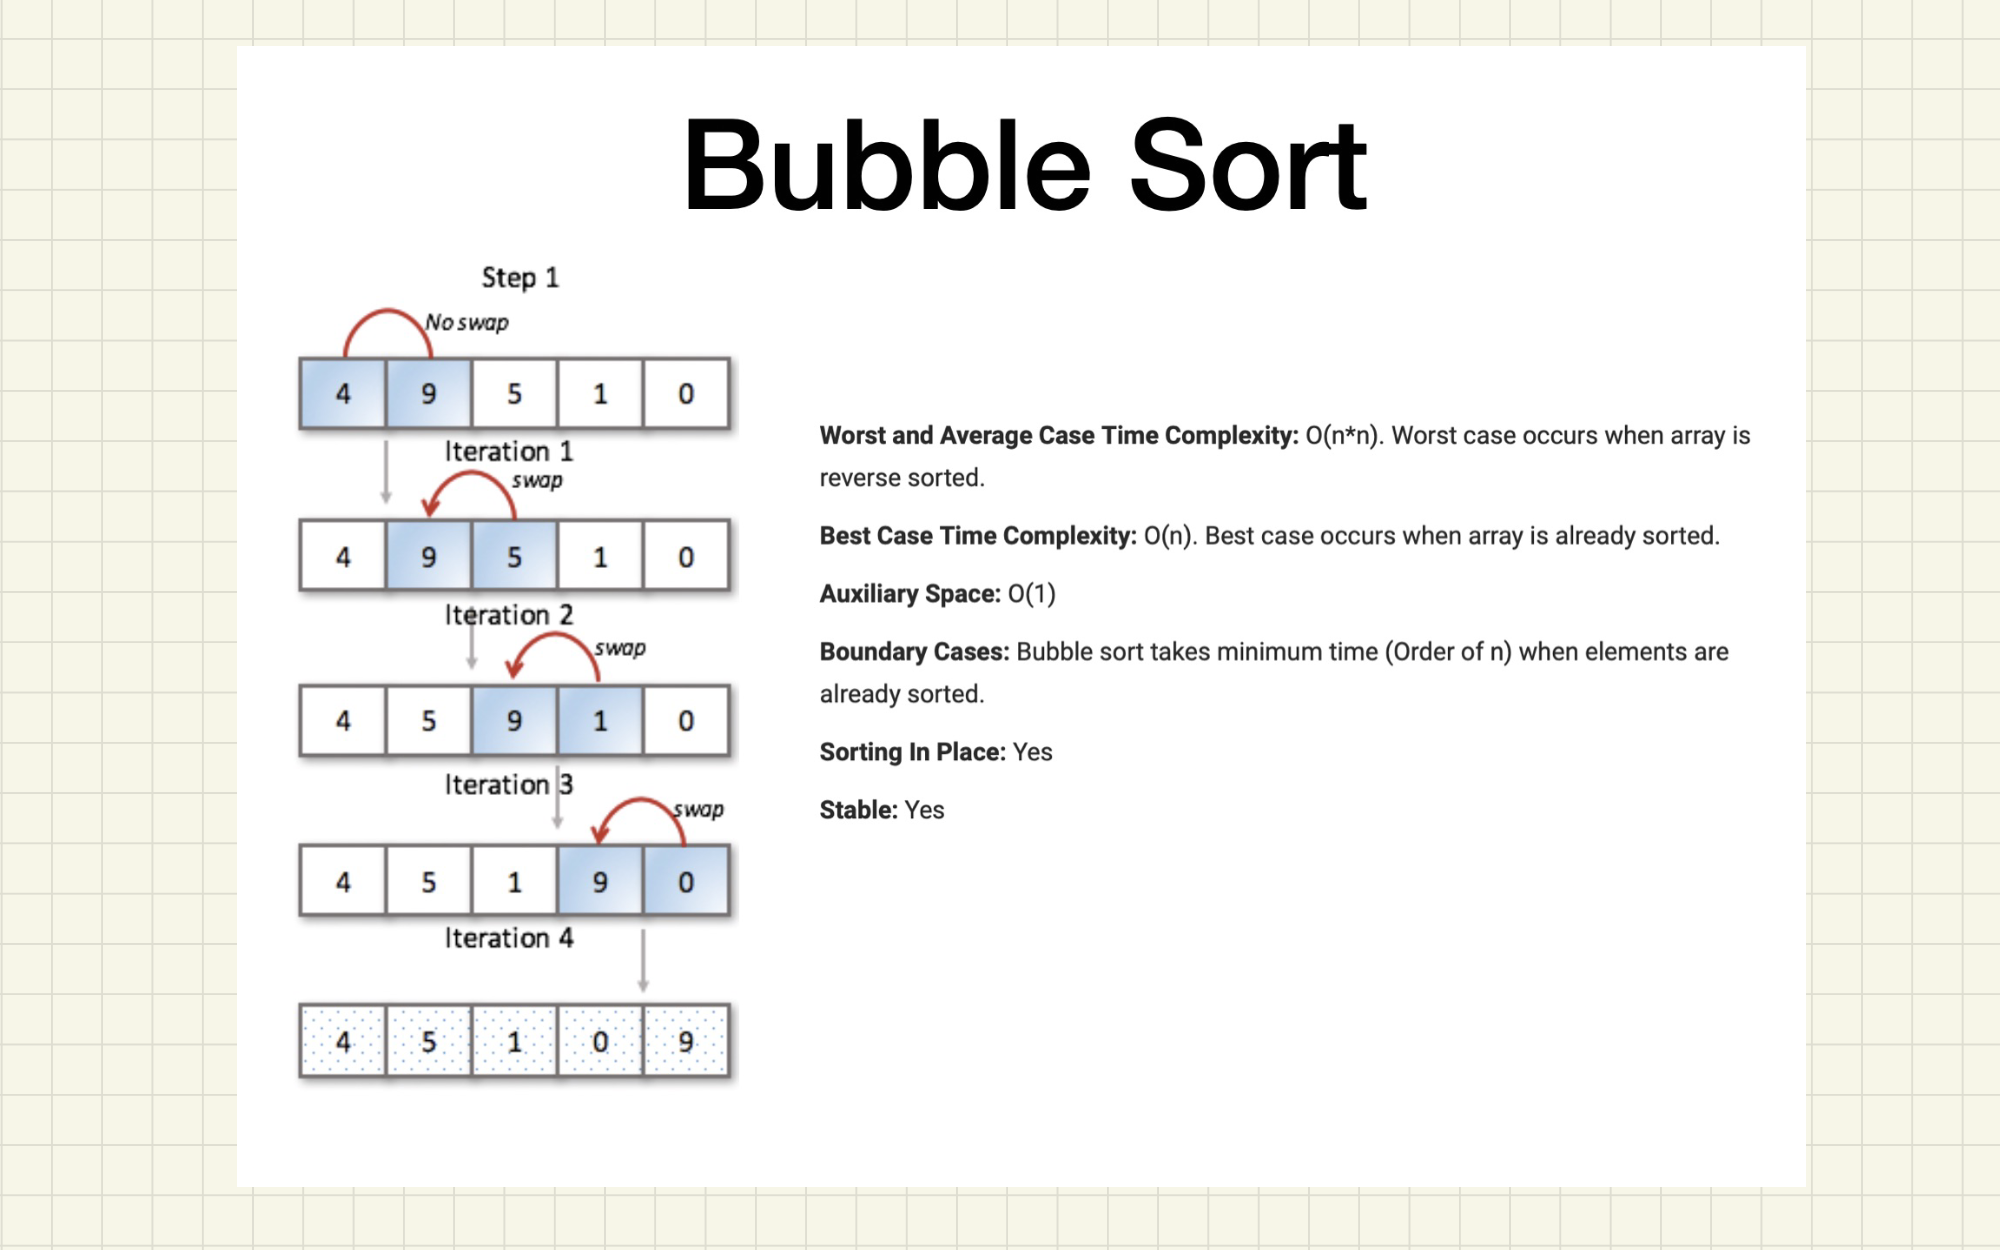 Bubble Sort
Step 1
No swap
4 9 5 1 0
Iteration 1
swap
4 9 5 1 0
Iteration 2
swap
4 5 9 1 0
Iteration 3
swap
4 5 1 9 0
Iteration 4
4 5 1 0 9
Worst and Average Case Time Complexity: O(n*n). Worst case occurs when array is
reverse sorted.
Best Case Time Complexity: O(n). Best case occurs when array is already sorted.
Auxiliary Space: O(1)
Boundary Cases: Bubble sort takes minimum time (Order of n) when elements are
already sorted.
Sorting In Place: Yes
Stable: Yes